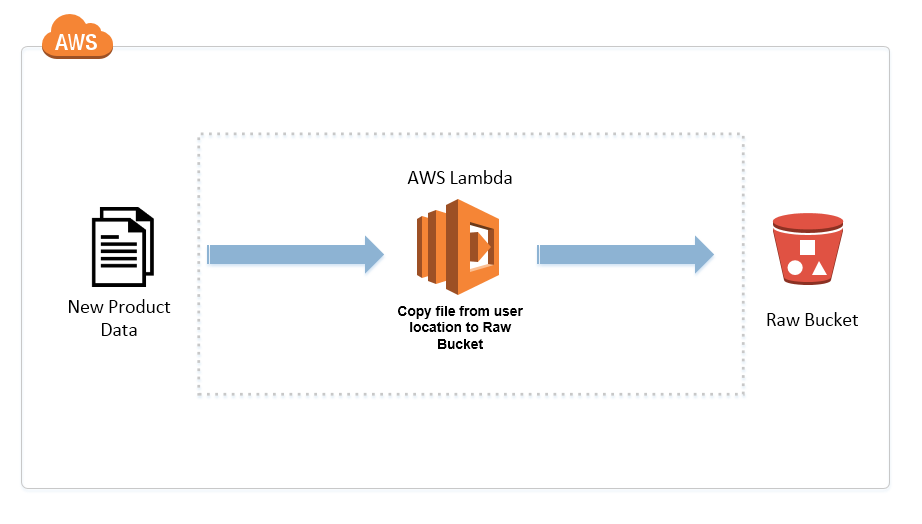 AWS
AWS Lambda
New Product
Data
Copy file from user
location to Raw
Bucket
Raw Bucket